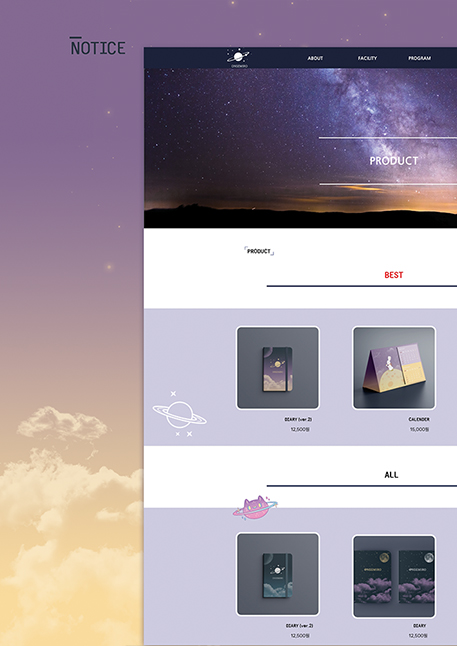 NOTICE
ABOUT FACILITY PROGRAM
PRODUCT
PRODUCT
BEST
DIARY (ver.2) CALENDER
12,500원 15,000원
ALL
DIARY (ver.2) DIARY
12,500원 12,500원